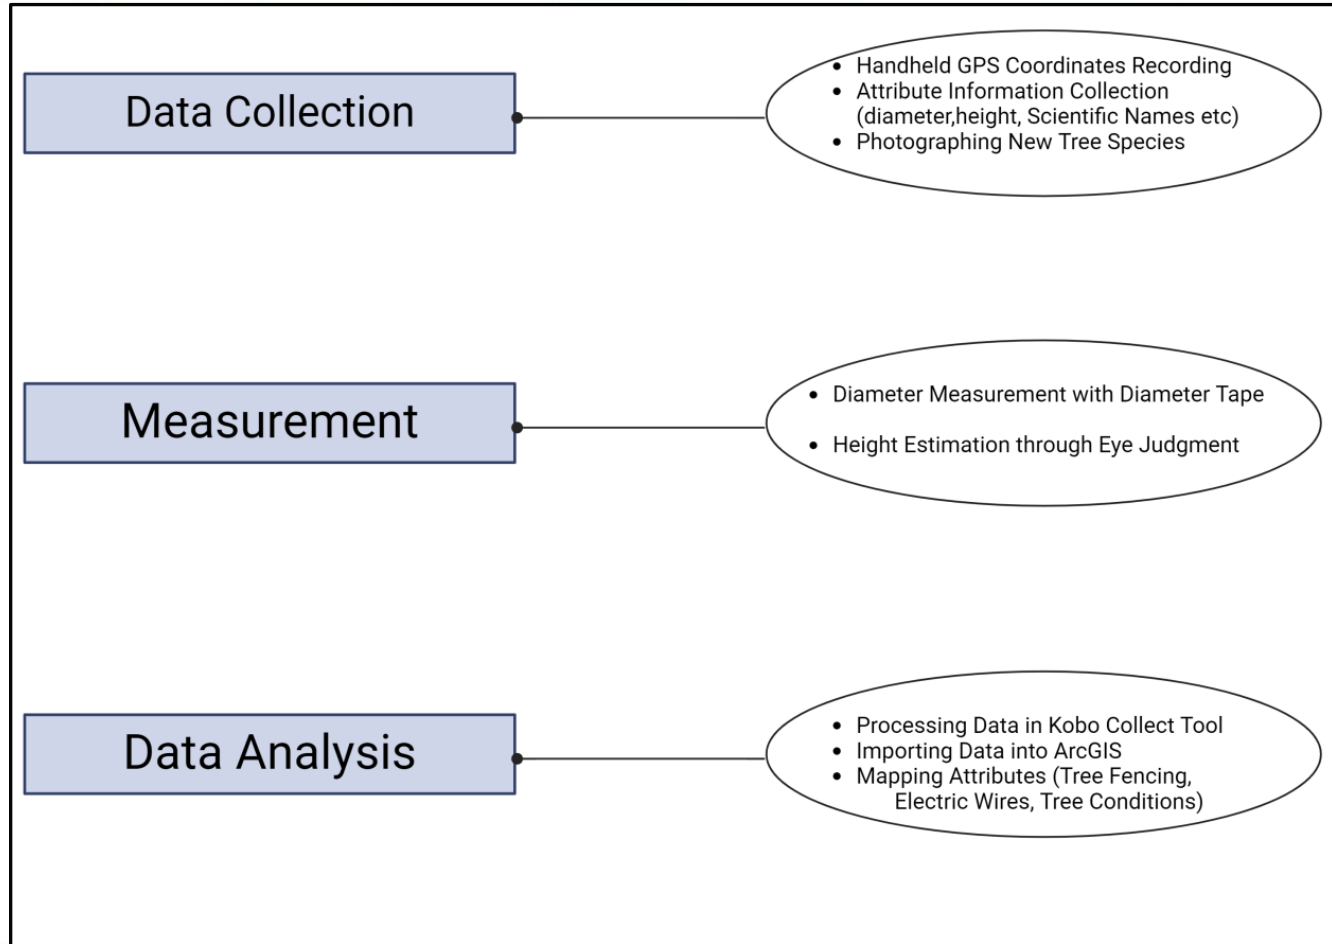 Data Collection
• Handheld GPS Coordinates Recording
• Attribute Information Collection
(diameter,height, Scientific Names etc)
• Photographing New Tree Species
Measurement
• Diameter Measurement with Diameter Tape
• Height Estimation through Eye Judgment
Data Analysis
• Processing Data in Kobo Collect Tool
• Importing Data into ArcGIS
• Mapping Attributes (Tree Fencing,
Electric Wires, Tree Conditions)